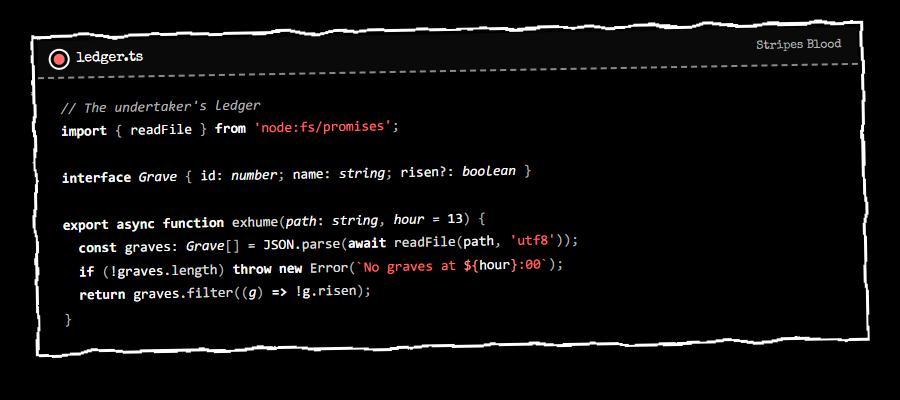 ledger.ts
Stripes Blood
// The undertaker's ledger
import { readFile } from 'node:fs/promises';
interface Grave { id: number; name: string; risen?: boolean }
export async function exhume(path: string, hour = 13) {
  const graves: Grave[] = JSON.parse(await readFile(path, 'utf8'));
  if (!graves.length) throw new Error(`No graves at ${hour}:00`);
  return graves.filter((g) => !g.risen);
}